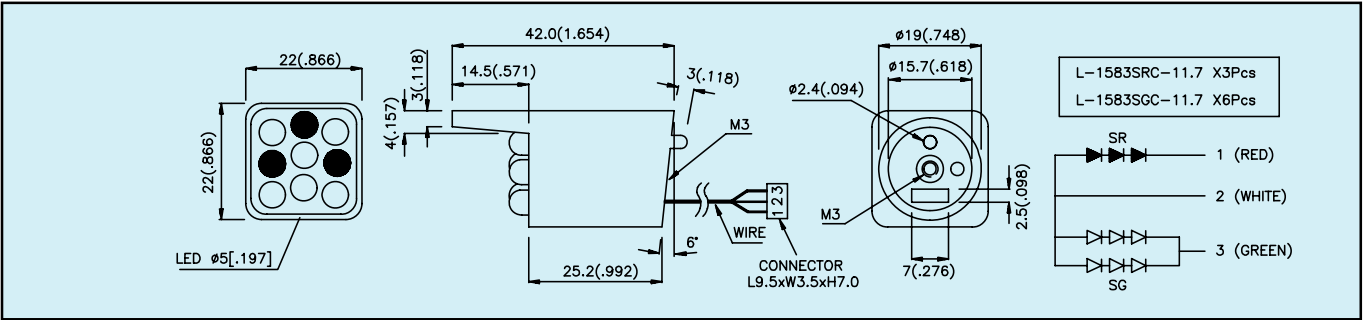 22(.866)
22(.866)
LED ø5[.197]
42.0(1.654)
14.5(.571)
3(.118)
4(.157)
3(.118)
M3
WIRE
1 2 3
6°
25.2(.992)
CONNECTOR
L9.5xW3.5xH7.0
ø19(.748)
ø15.7(.618)
ø2.4(.094)
M3
2.5(.098)
7(.276)
L-1583SRC-11.7 X3Pcs
L-1583SGC-11.7 X6Pcs
SR
1 (RED)
2 (WHITE)
3 (GREEN)
SG